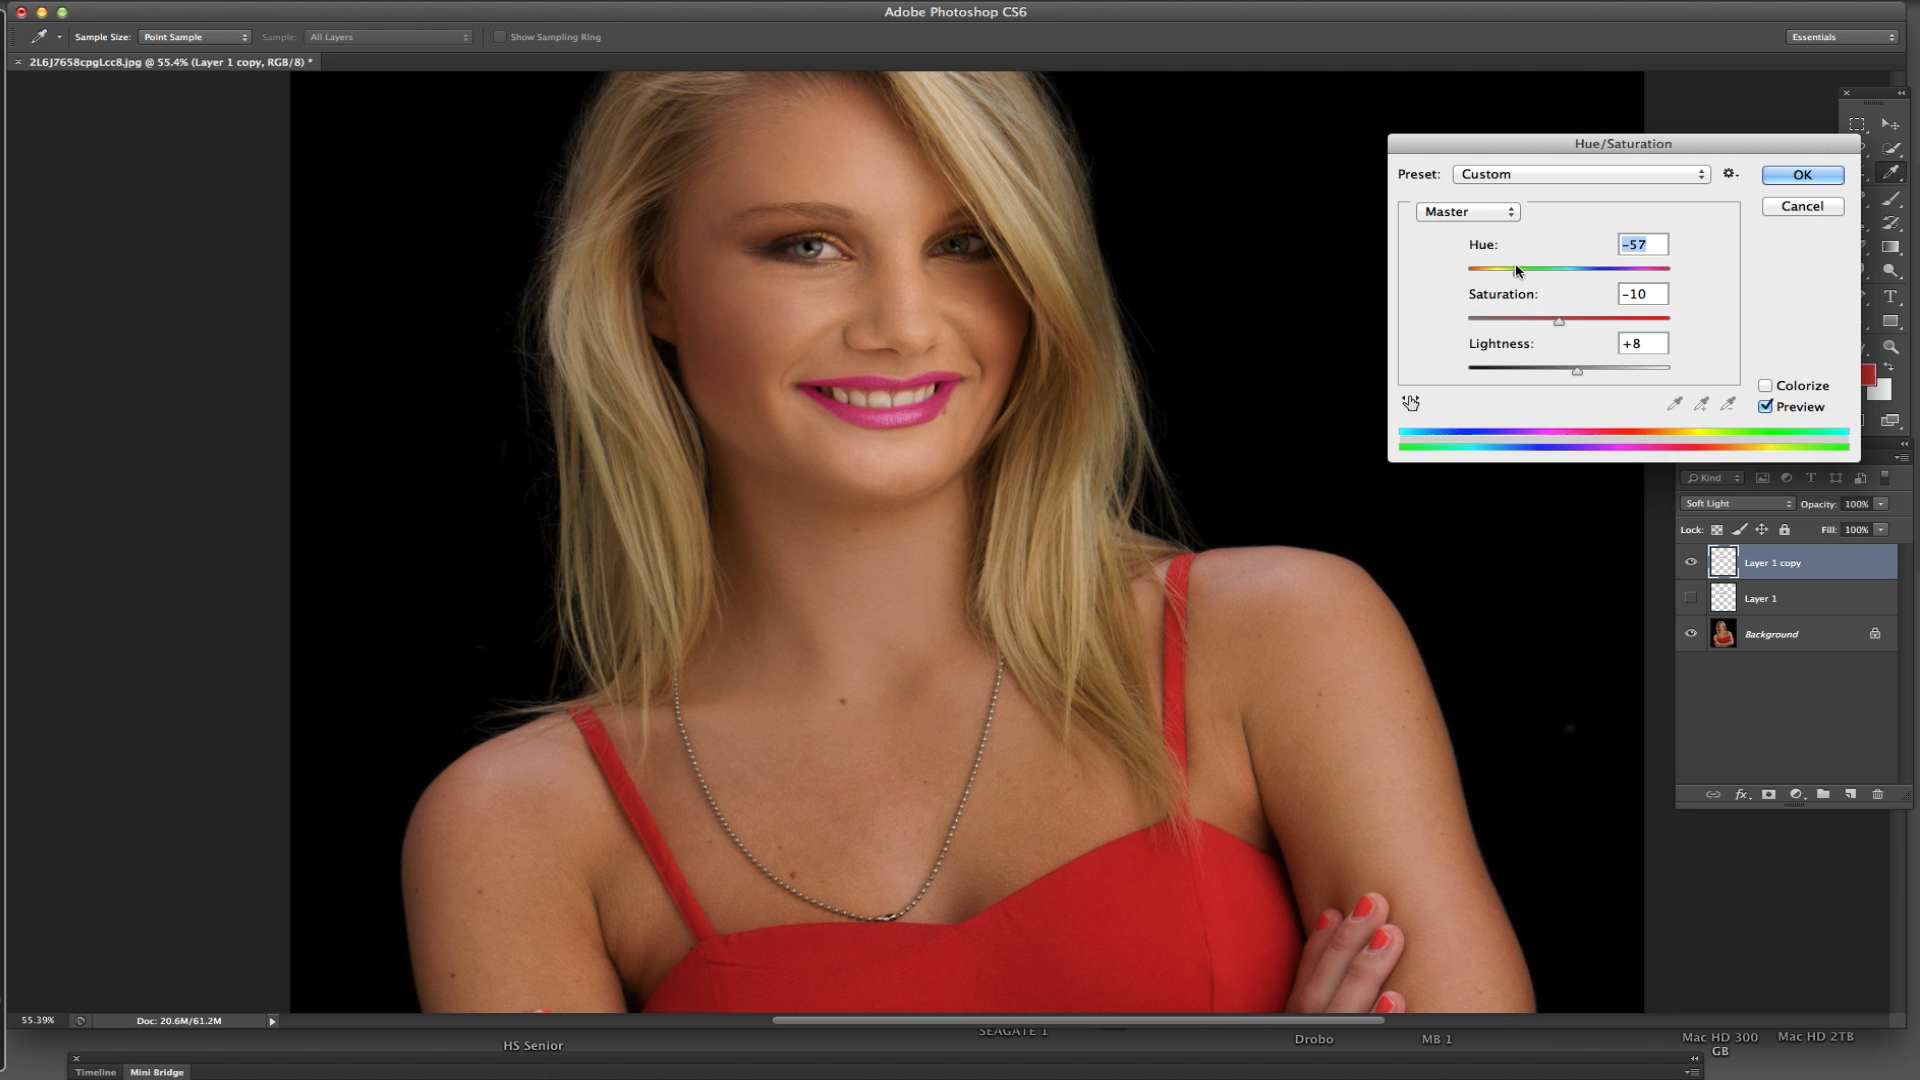 Adobe Photoshop CS6
Sample Size: Point Sample Sample: All Layers Show Sampling Ring Essentials
2L6J7658cpgLcc8.jpg @ 55.4% (Layer 1 copy, RGB/8) *
Hue/Saturation
Preset: Custom OK
Cancel
Master
Hue: -57
Saturation: -10
Lightness: +8
Colorize
Preview
Kind
Soft Light Opacity: 100%
Lock: Fill: 100%
Layer 1 copy
Layer 1
Background
fx
55.39% Doc: 20.6M/61.2M
SEAGATE 1
HS Senior Drobo MB 1 Mac HD 300 GB Mac HD 2TB
Timeline Mini Bridge